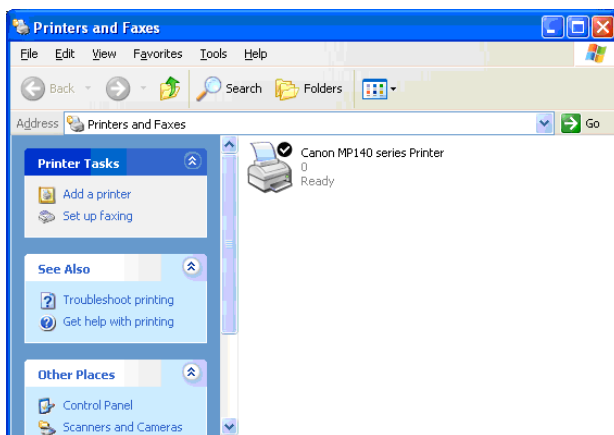 Printers and Faxes
File Edit View Favorites Tools Help
Back Search Folders
Address Printers and Faxes Go
Printer Tasks
Add a printer
Set up faxing
See Also
Troubleshoot printing
Get help with printing
Other Places
Control Panel
Scanners and Cameras
Canon MP140 series Printer
0
Ready